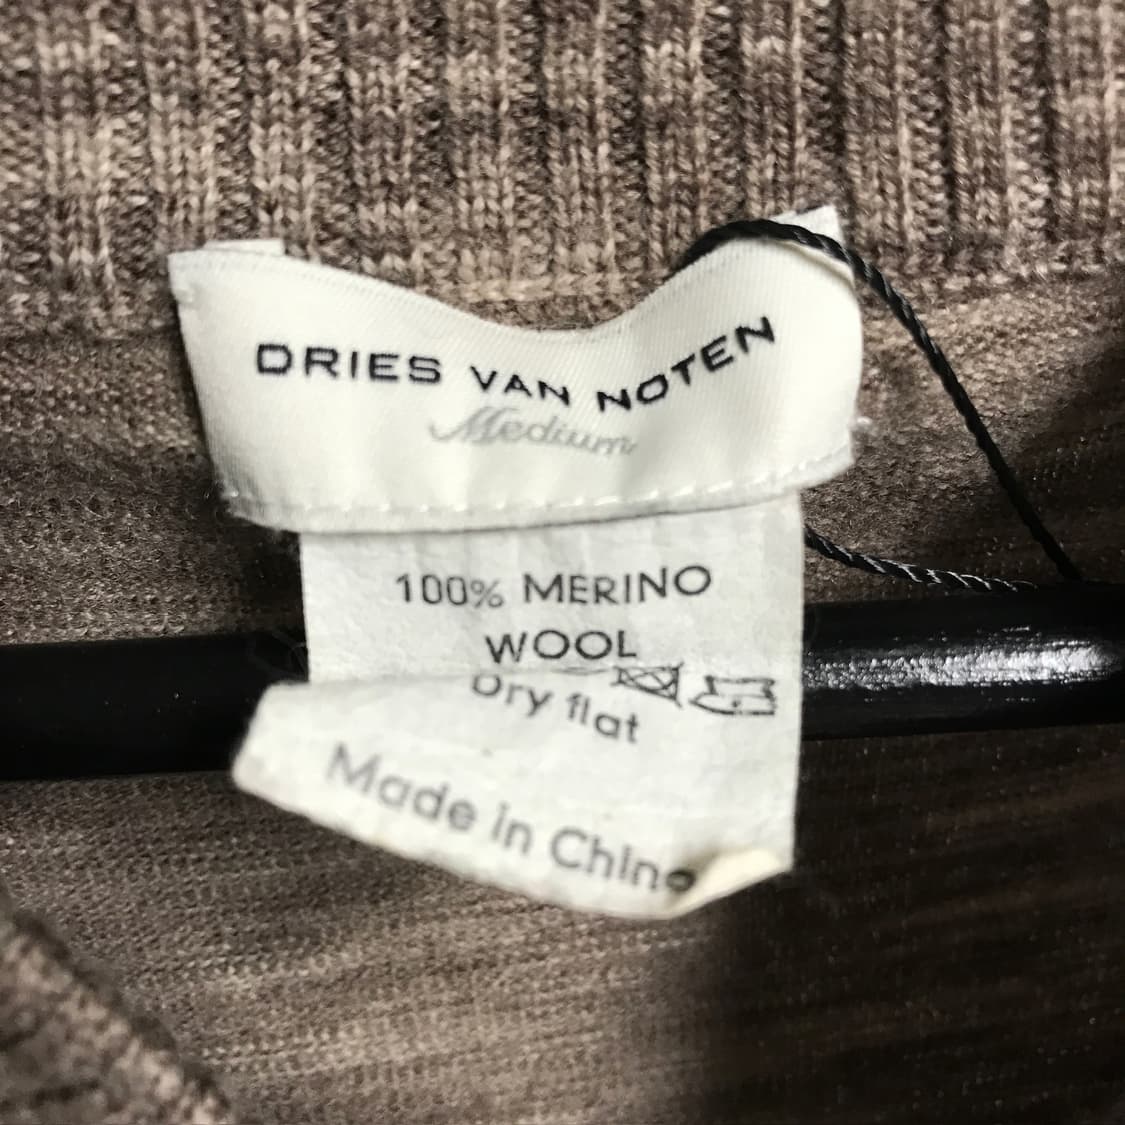 DRIES VAN NOTEN
Medium
100% MERINO
WOOL
Dry flat
Made in China